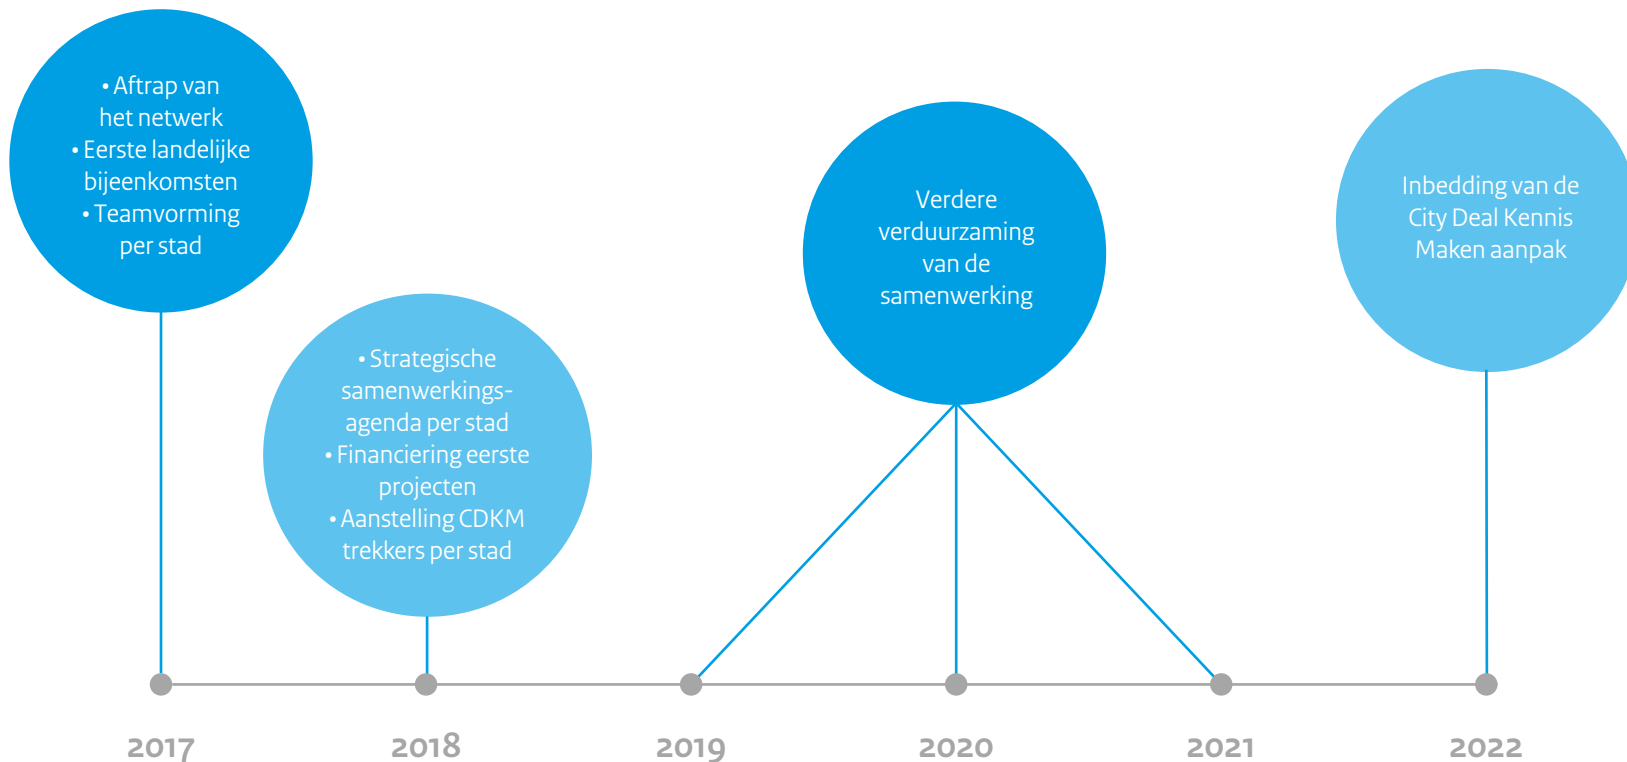 • Aftrap van
het netwerk
• Eerste landelijke
bijeenkomsten
• Teamvorming
per stad
• Strategische
samenwerkings-
agenda per stad
• Financiering eerste
projecten
• Aanstelling CDKM
trekkers per stad
Verdere
verduurzaming
van de
samenwerking
Inbedding van de
City Deal Kennis
Maken aanpak
2017
2018
2019
2020
2021
2022